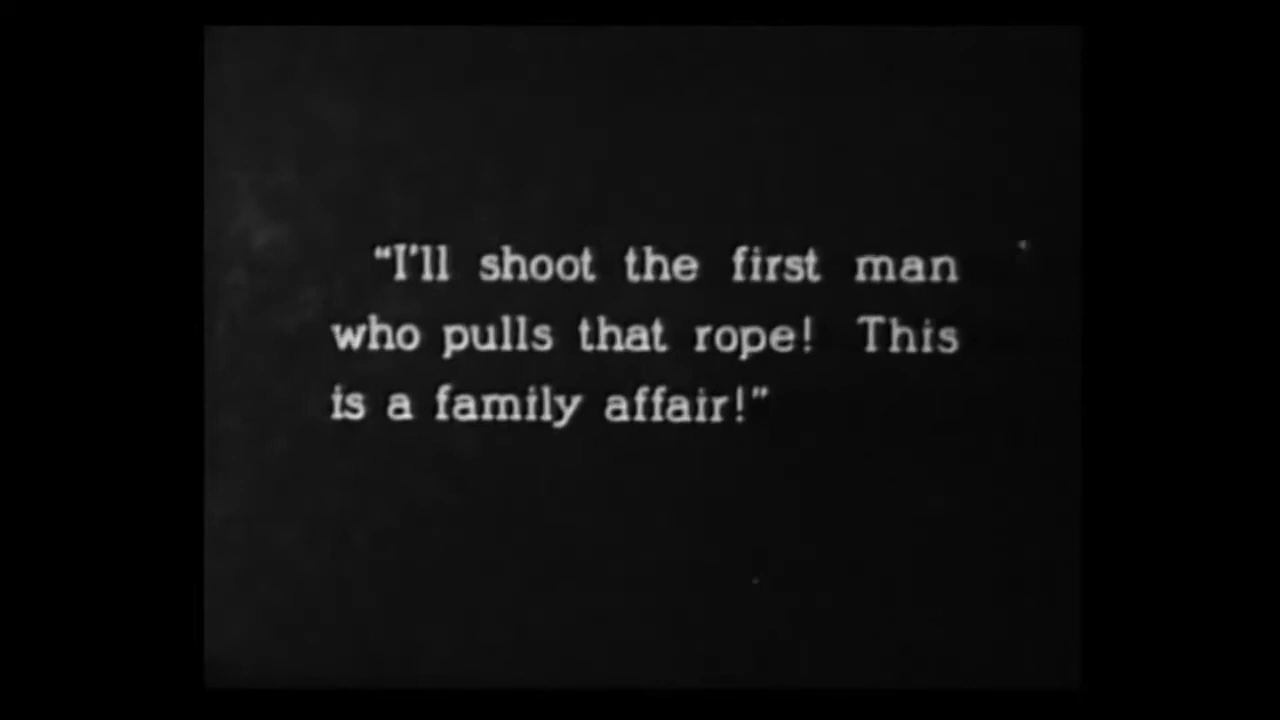 “I'll shoot the first man
who pulls that rope! This
is a family affair!”